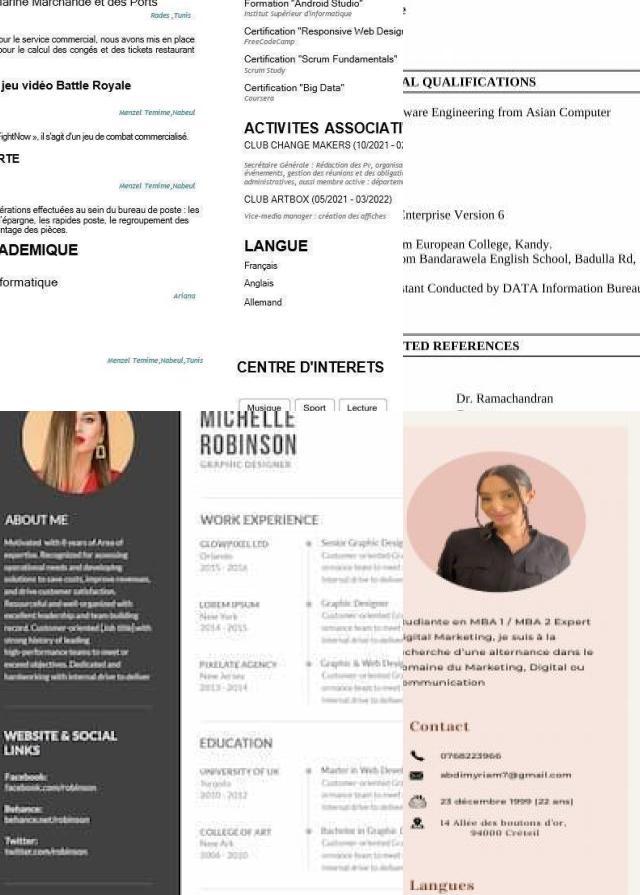 arine Marchande et des Ports
Rades ,Tunis
our le service commercial, nous avons mis en place
pour le calcul des congés et des tickets restaurant
jeu vidéo Battle Royale
Menzel Temime,Nabeul
FightNow », il s'agit d'un jeu de combat commercialisé.
RTE
Menzel Temime,Nabeul
érations effectuées au sein du bureau de poste : les
'épargne, les rapides poste, le regroupement des
ntage des pièces.
ADEMIQUE
formatique
Ariana
Menzel Temime,Nabeul,Tunis
Formation "Android Studio"
Institut Supérieur d'informatique
Certification "Responsive Web Desig
FreeCodeCamp
Certification "Scrum Fundamentals"
Scrum Study
Certification "Big Data"
Coursera
ACTIVITES ASSOCIATI
CLUB CHANGE MAKERS (10/2021 - 0
Secrétaire Générale : Rédaction des Pv, organis
événements, gestion des réunions et des obligatio
administratives, aussi membre active : départem
CLUB ARTBOX (05/2021 - 03/2022)
Vice-media manager : création des affiches
LANGUE
Français
Anglais
Allemand
CENTRE D'INTERETS
Musique Sport Lecture
AL QUALIFICATIONS
ware Engineering from Asian Computer
Enterprise Version 6
m European College, Kandy.
om Bandarawela English School, Badulla Rd,
stant Conducted by DATA Information Bureau
TED REFERENCES
Dr. Ramachandran
MICHELLE
ROBINSON
GRAPHIC DESIGNER
ABOUT ME
Motivated with 8 years of Area of
expertise. Recognized for assessing
operational needs and developing
solutions to save costs, improve revenues,
and drive customer satisfaction.
Resourceful and well-organized with
excellent leadership and team building
record. Customer-oriented [Job title] with
strong history of leading
high-performance teams to meet or
exceed objectives. Dedicated and
hardworking with internal drive to deliver
WEBSITE & SOCIAL
LINKS
Facebook:
facebook.com/robinson
Behance:
behance.net/robinson
Twitter:
twitter.com/robinson
WORK EXPERIENCE
GLOWPIXEL LTD
Orlando
2015 - 2016
Senior Graphic Desig
Customer-oriented Gr
ormance team to meet
internal drive to deliv
LOREM IPSUM
New York
2014 - 2015
Graphic Designer
Customer-oriented Gr
ormance team to meet
internal drive to deliv
PIXELATE AGENCY
New Jersey
2013 - 2014
Graphic & Web Desig
Customer-oriented Gr
ormance team to meet
internal drive to deliv
EDUCATION
UNIVERSITY OF UK
2010 - 2012
Master in Web Devel
Customer-oriented Gr
ormance team to meet
internal drive to deliv
COLLEGE OF ART
New Ark
2006 - 2010
Bachelor in Graphic D
Customer-oriented Gr
ormance team to meet
internal drive to deliv
tudiante en MBA 1 / MBA 2 Expert
igital Marketing, je suis à la
cherche d'une alternance dans le
omaine du Marketing, Digital ou
ommunication
Contact
0768223966
abdimyriam7@gmail.com
23 décembre 1999 (22 ans)
14 Allée des boutons d'or,
94000 Créteil
Langues